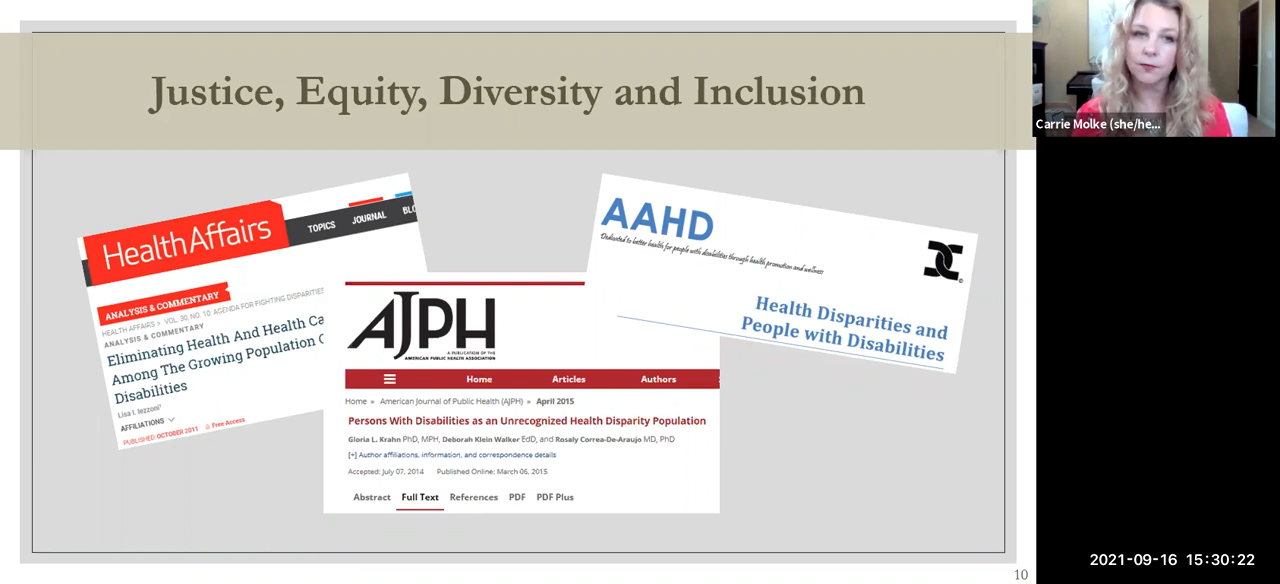 Justice, Equity, Diversity and Inclusion
Carrie Molke (she/he...
HealthAffairs
TOPICS
JOURNAL
BLO
ANALYSIS & COMMENTARY
HEALTH AFFAIRS > VOL. 30, NO. 10: AGENDA FOR FIGHTING DISPARITIES
ANALYSIS & COMMENTARY
Eliminating Health And Health Ca
Among The Growing Population O
Disabilities
Lisa I. Iezzoni
AFFILIATIONS
PUBLISHED: OCTOBER 2011
Free Access
AJPH
A PUBLICATION OF THE
AMERICAN PUBLIC HEALTH ASSOCIATION
Home Articles Authors
Home » American Journal of Public Health (AJPH) » April 2015
Persons With Disabilities as an Unrecognized Health Disparity Population
Gloria L. Krahn PhD, MPH, Deborah Klein Walker EdD, and Rosaly Correa-De-Araujo MD, PhD
[+] Author affiliations, information, and correspondence details
Accepted: July 07, 2014 Published Online: March 06, 2015
Abstract Full Text References PDF PDF Plus
AAHD
Dedicated to better health for people with disabilities through health promotion and wellness
Health Disparities and
People with Disabilities
10
2021-09-16 15:30:22